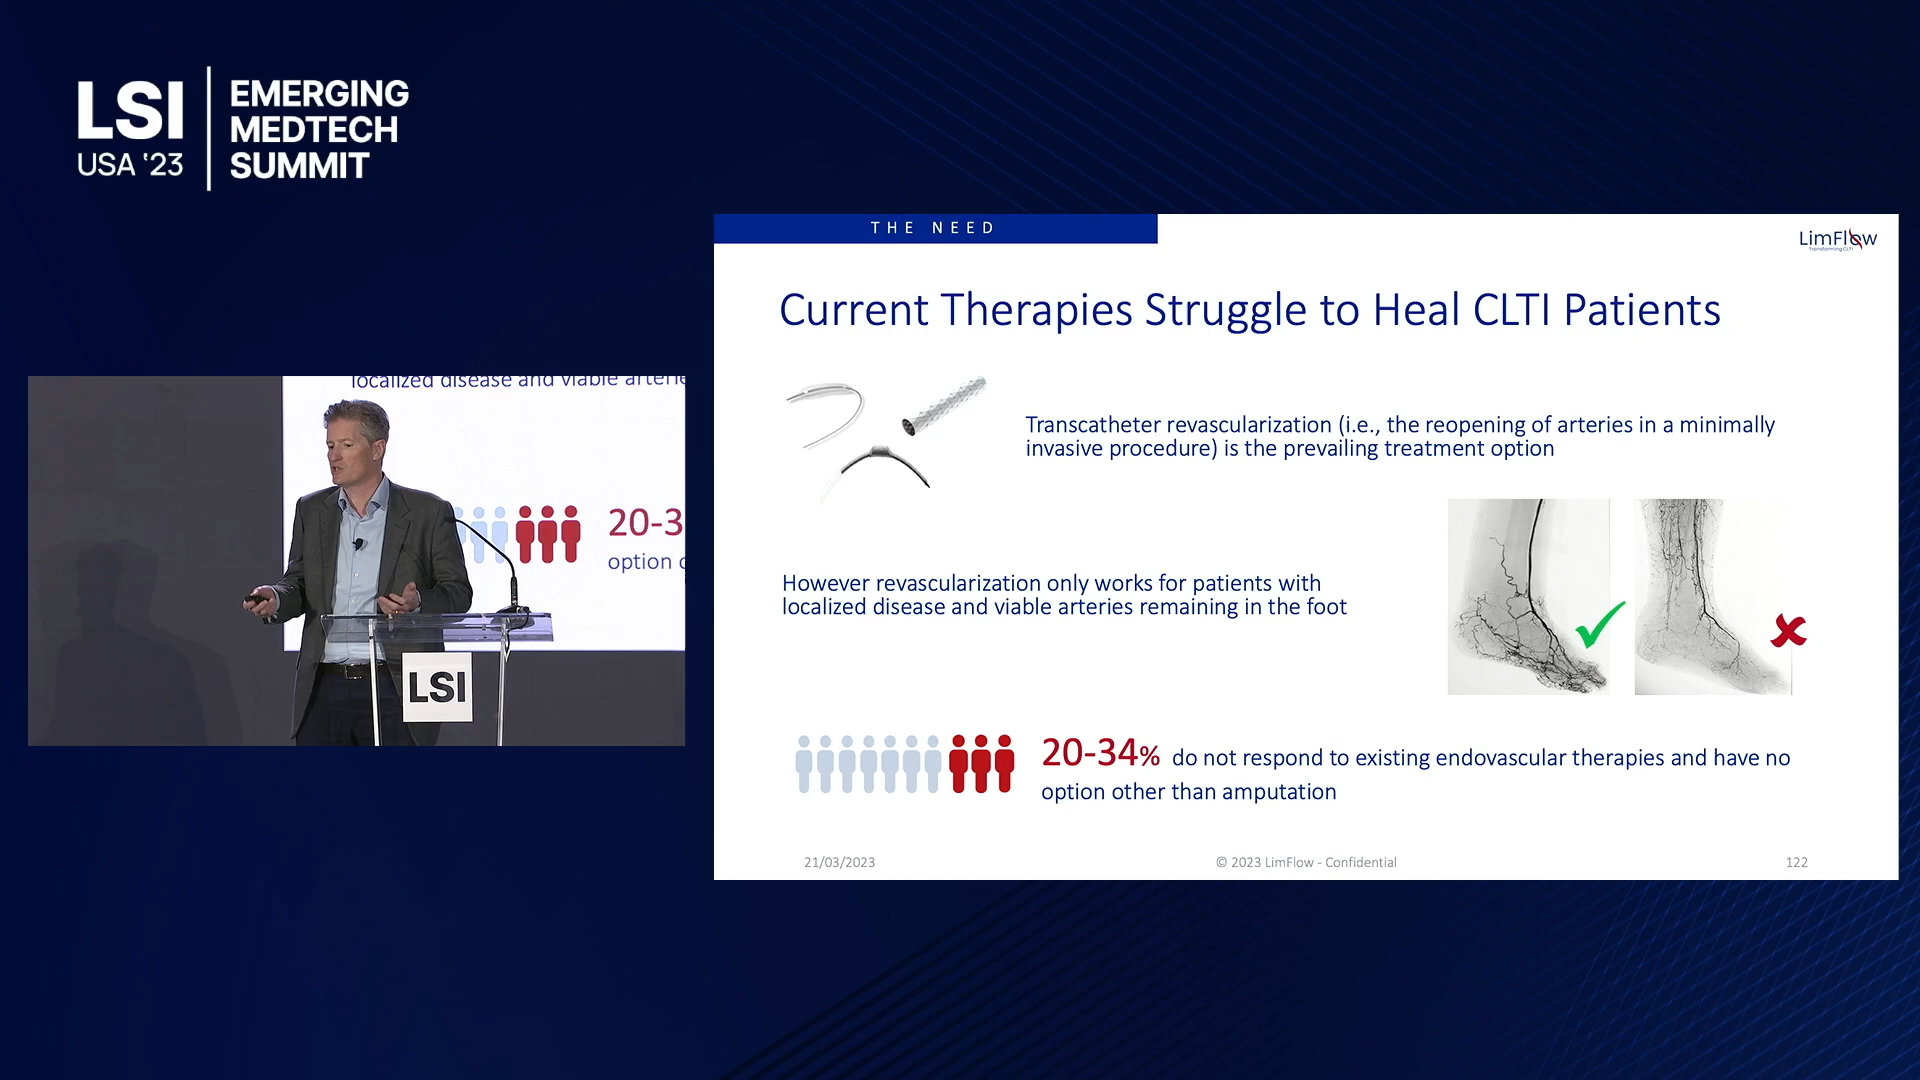 LSI
USA '23
EMERGING
MEDTECH
SUMMIT
THE NEED
LimFlow
Transforming CLTI
Current Therapies Struggle to Heal CLTI Patients
Transcatheter revascularization (i.e., the reopening of arteries in a minimally
invasive procedure) is the prevailing treatment option
However revascularization only works for patients with
localized disease and viable arteries remaining in the foot
20-34% do not respond to existing endovascular therapies and have no
option other than amputation
21/03/2023
© 2023 LimFlow - Confidential
122
localized disease and viable arterie
20-3
option
LSI